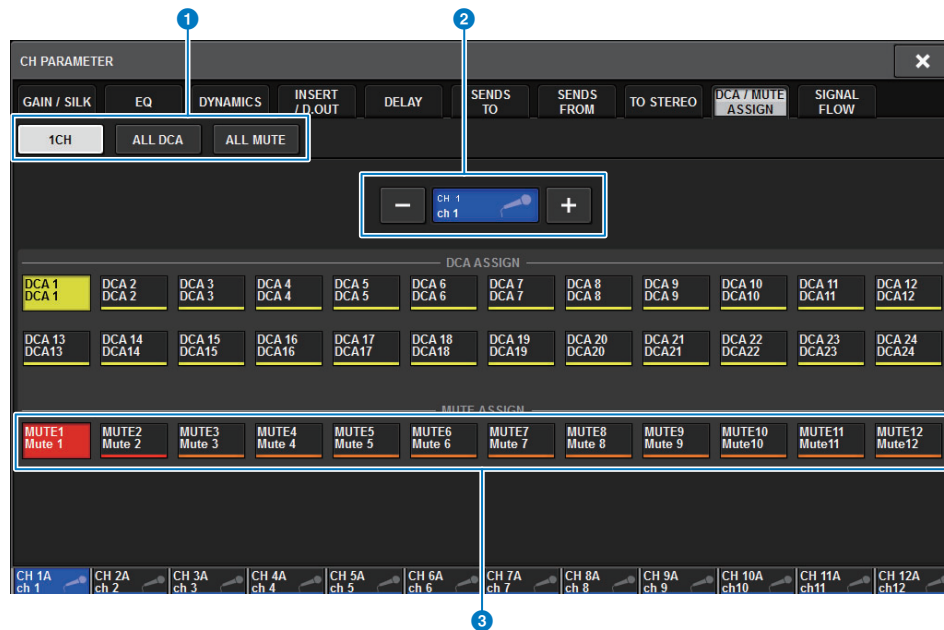 1
2
CH PARAMETER
×
GAIN / SILK
EQ
DYNAMICS
INSERT
/ D.OUT
DELAY
SENDS
TO
SENDS
FROM
TO STEREO
DCA / MUTE
ASSIGN
SIGNAL
FLOW
1CH
ALL DCA
ALL MUTE
−
CH 1
ch 1
+
DCA ASSIGN
DCA 1
DCA 1
DCA 2
DCA 2
DCA 3
DCA 3
DCA 4
DCA 4
DCA 5
DCA 5
DCA 6
DCA 6
DCA 7
DCA 7
DCA 8
DCA 8
DCA 9
DCA 9
DCA 10
DCA10
DCA 11
DCA11
DCA 12
DCA12
DCA 13
DCA13
DCA 14
DCA14
DCA 15
DCA15
DCA 16
DCA16
DCA 17
DCA17
DCA 18
DCA18
DCA 19
DCA19
DCA 20
DCA20
DCA 21
DCA21
DCA 22
DCA22
DCA 23
DCA23
DCA 24
DCA24
MUTE ASSIGN
MUTE1
Mute 1
MUTE2
Mute 2
MUTE3
Mute 3
MUTE4
Mute 4
MUTE5
Mute 5
MUTE6
Mute 6
MUTE7
Mute 7
MUTE8
Mute 8
MUTE9
Mute 9
MUTE10
Mute10
MUTE11
Mute11
MUTE12
Mute12
CH 1A
ch 1
CH 2A
ch 2
CH 3A
ch 3
CH 4A
ch 4
CH 5A
ch 5
CH 6A
ch 6
CH 7A
ch 7
CH 8A
ch 8
CH 9A
ch 9
CH 10A
ch10
CH 11A
ch11
CH 12A
ch12
3